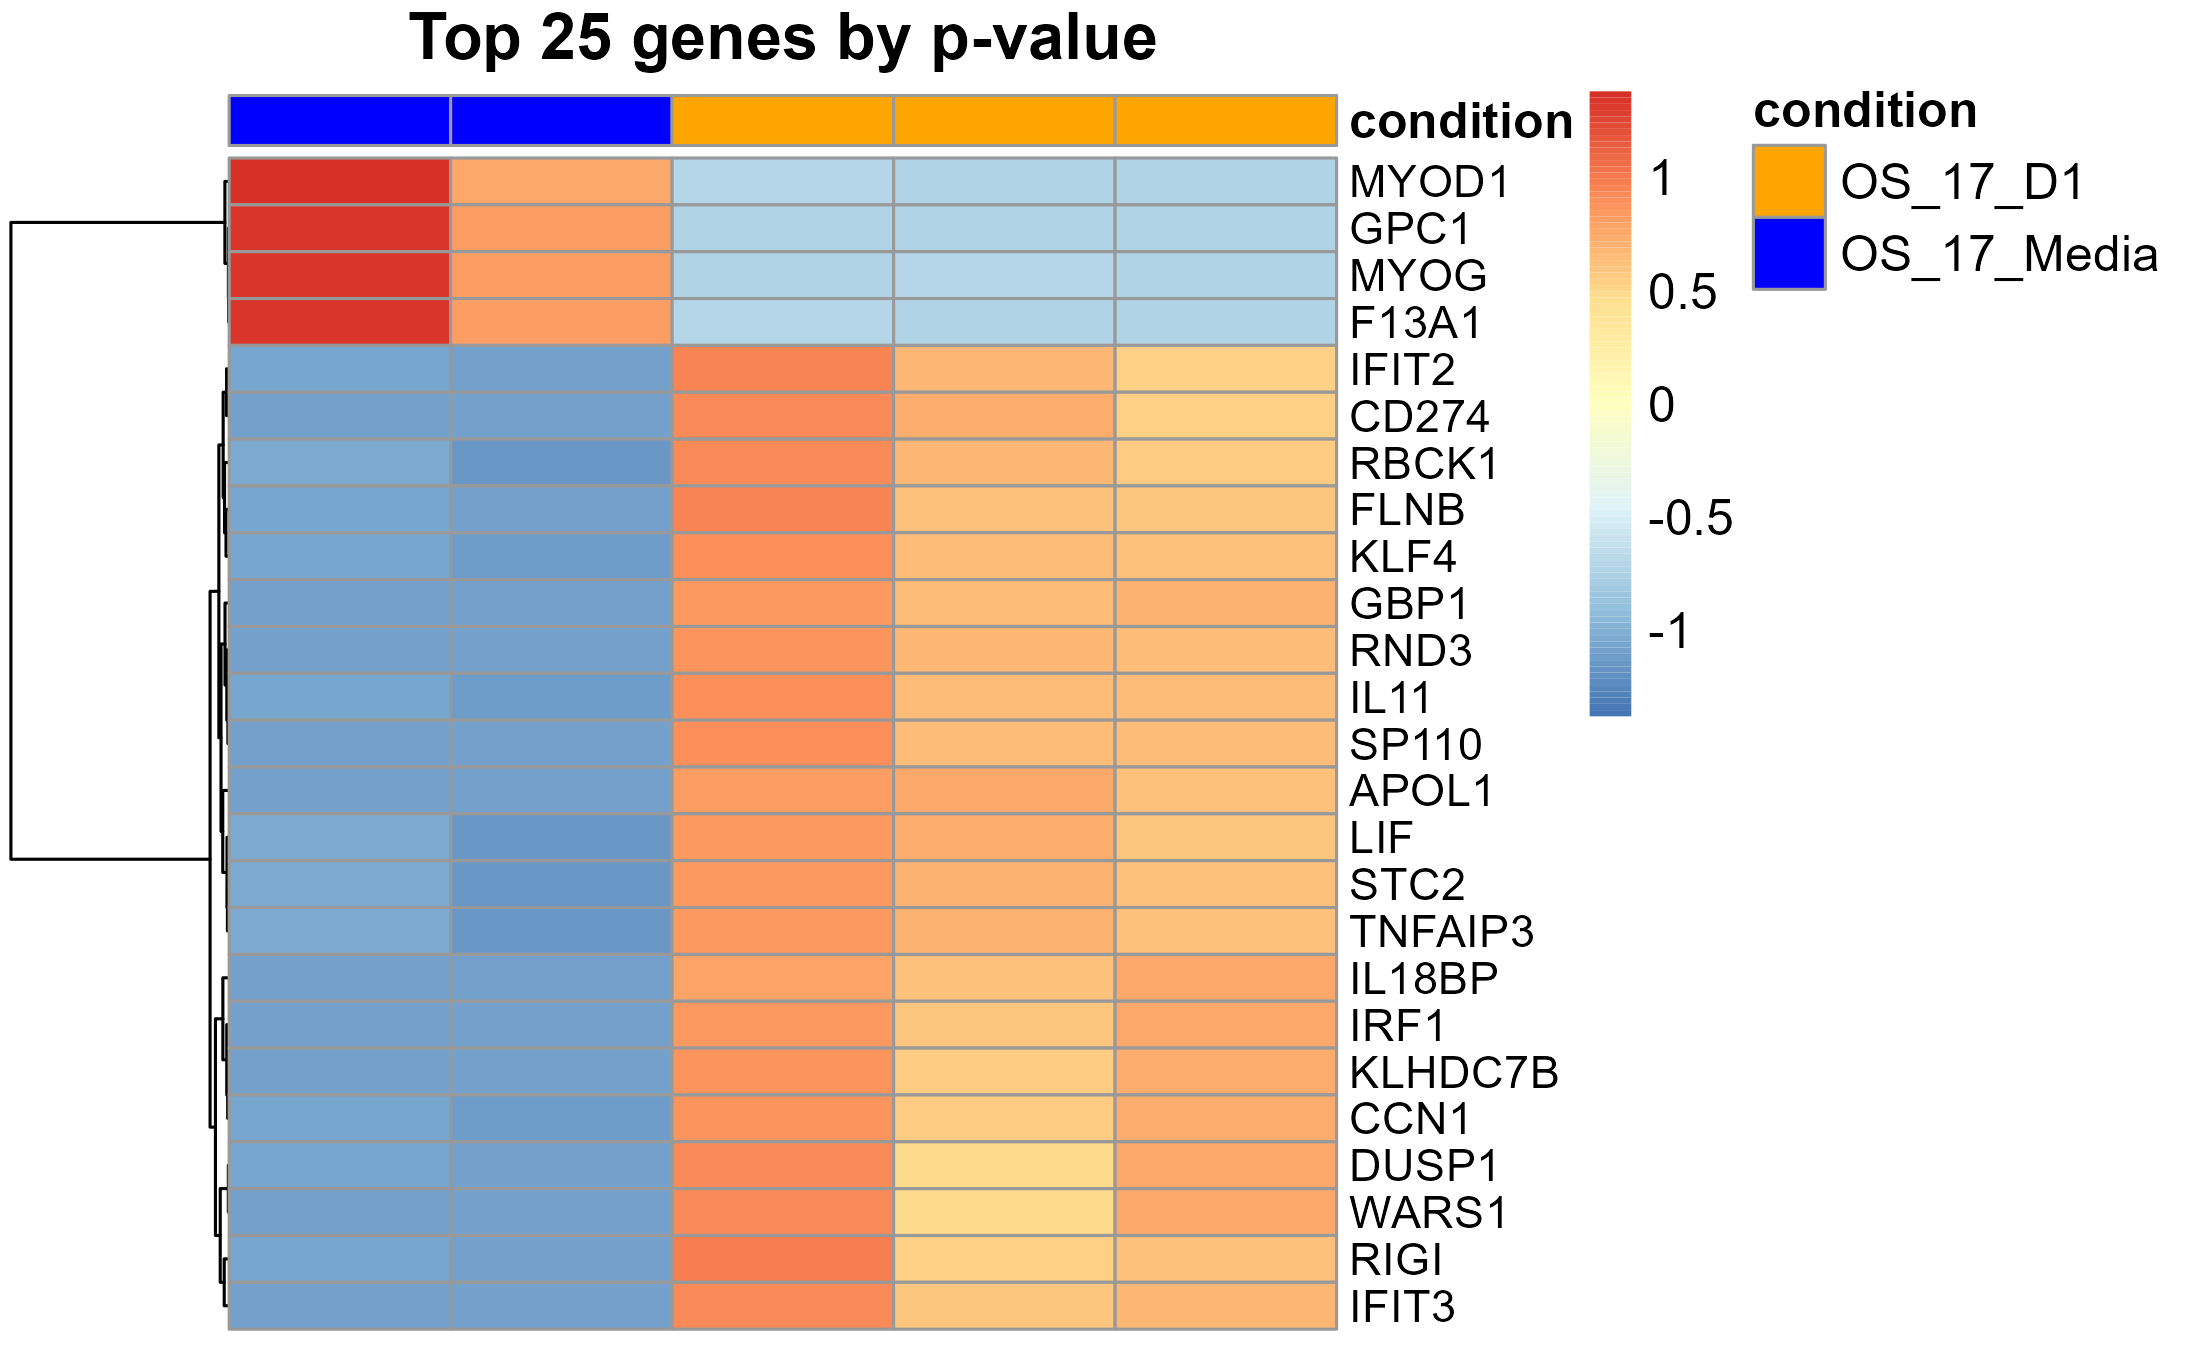 Top 25 genes by p-value
condition
MYOD1
GPC1
MYOG
F13A1
IFIT2
CD274
RBCK1
FLNB
KLF4
GBP1
RND3
IL11
SP110
APOL1
LIF
STC2
TNFAIP3
IL18BP
IRF1
KLHDC7B
CCN1
DUSP1
WARS1
RIGI
IFIT3
1
0.5
0
-0.5
-1
condition
OS_17_D1
OS_17_Media